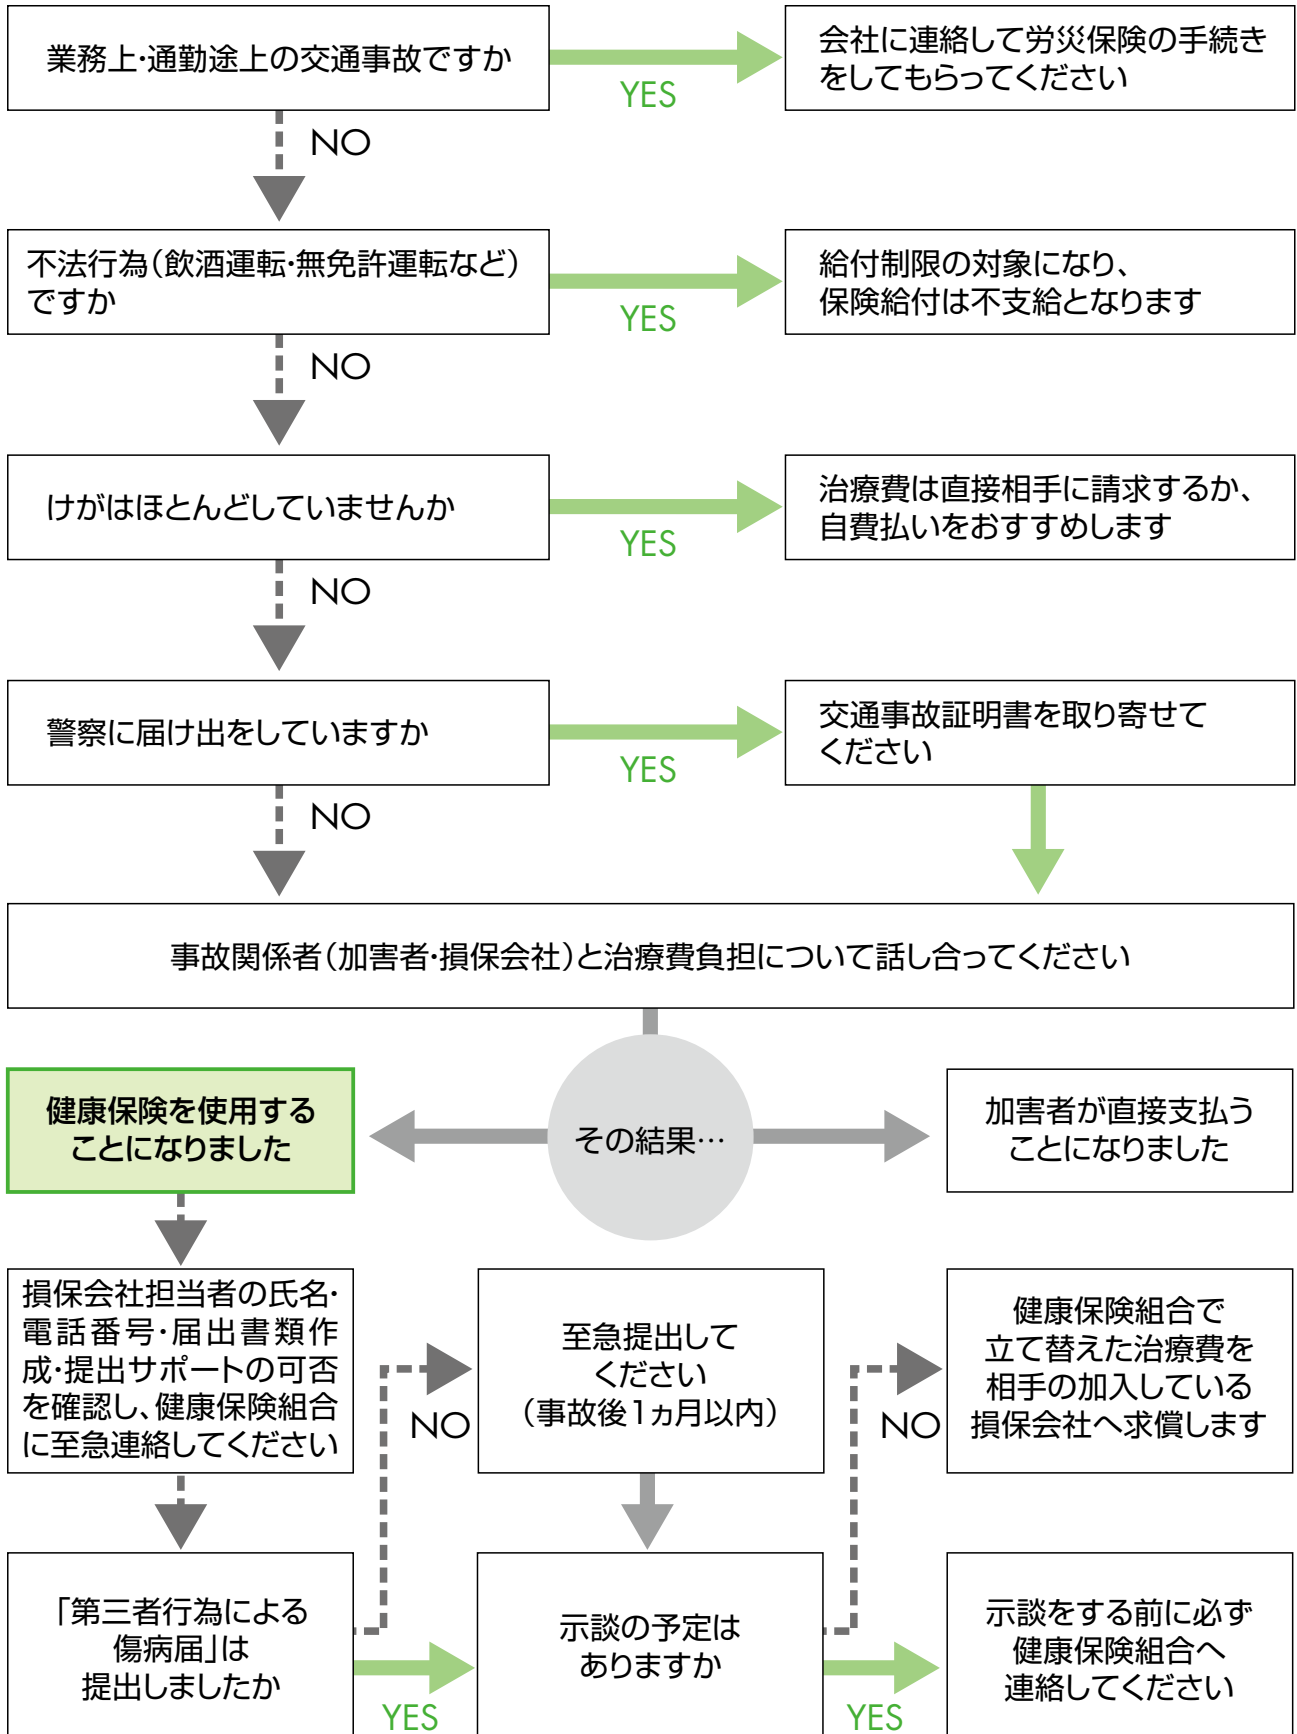 業務上・通勤途上の交通事故ですか
YES
会社に連絡して労災保険の手続き
をしてもらってください
NO
不法行為（飲酒運転・無免許運転など）
ですか
YES
給付制限の対象になり、
保険給付は不支給となります
NO
けがはほとんどしていませんか
YES
治療費は直接相手に請求するか、
自費払いをおすすめします
NO
警察に届け出をしていますか
YES
交通事故証明書を取り寄せて
ください
NO
事故関係者（加害者・損保会社）と治療費負担について話し合ってください
その結果…
健康保険を使用する
ことになりました
加害者が直接支払う
ことになりました
損保会社担当者の氏名・
電話番号・届出書類作
成・提出サポートの可否
を確認し、健康保険組合
に至急連絡してください
NO
至急提出して
ください
（事故後1ヵ月以内）
NO
健康保険組合で
立て替えた治療費を
相手の加入している
損保会社へ求償します
「第三者行為による
傷病届」は
提出しましたか
YES
示談の予定は
ありますか
YES
示談をする前に必ず
健康保険組合へ
連絡してください